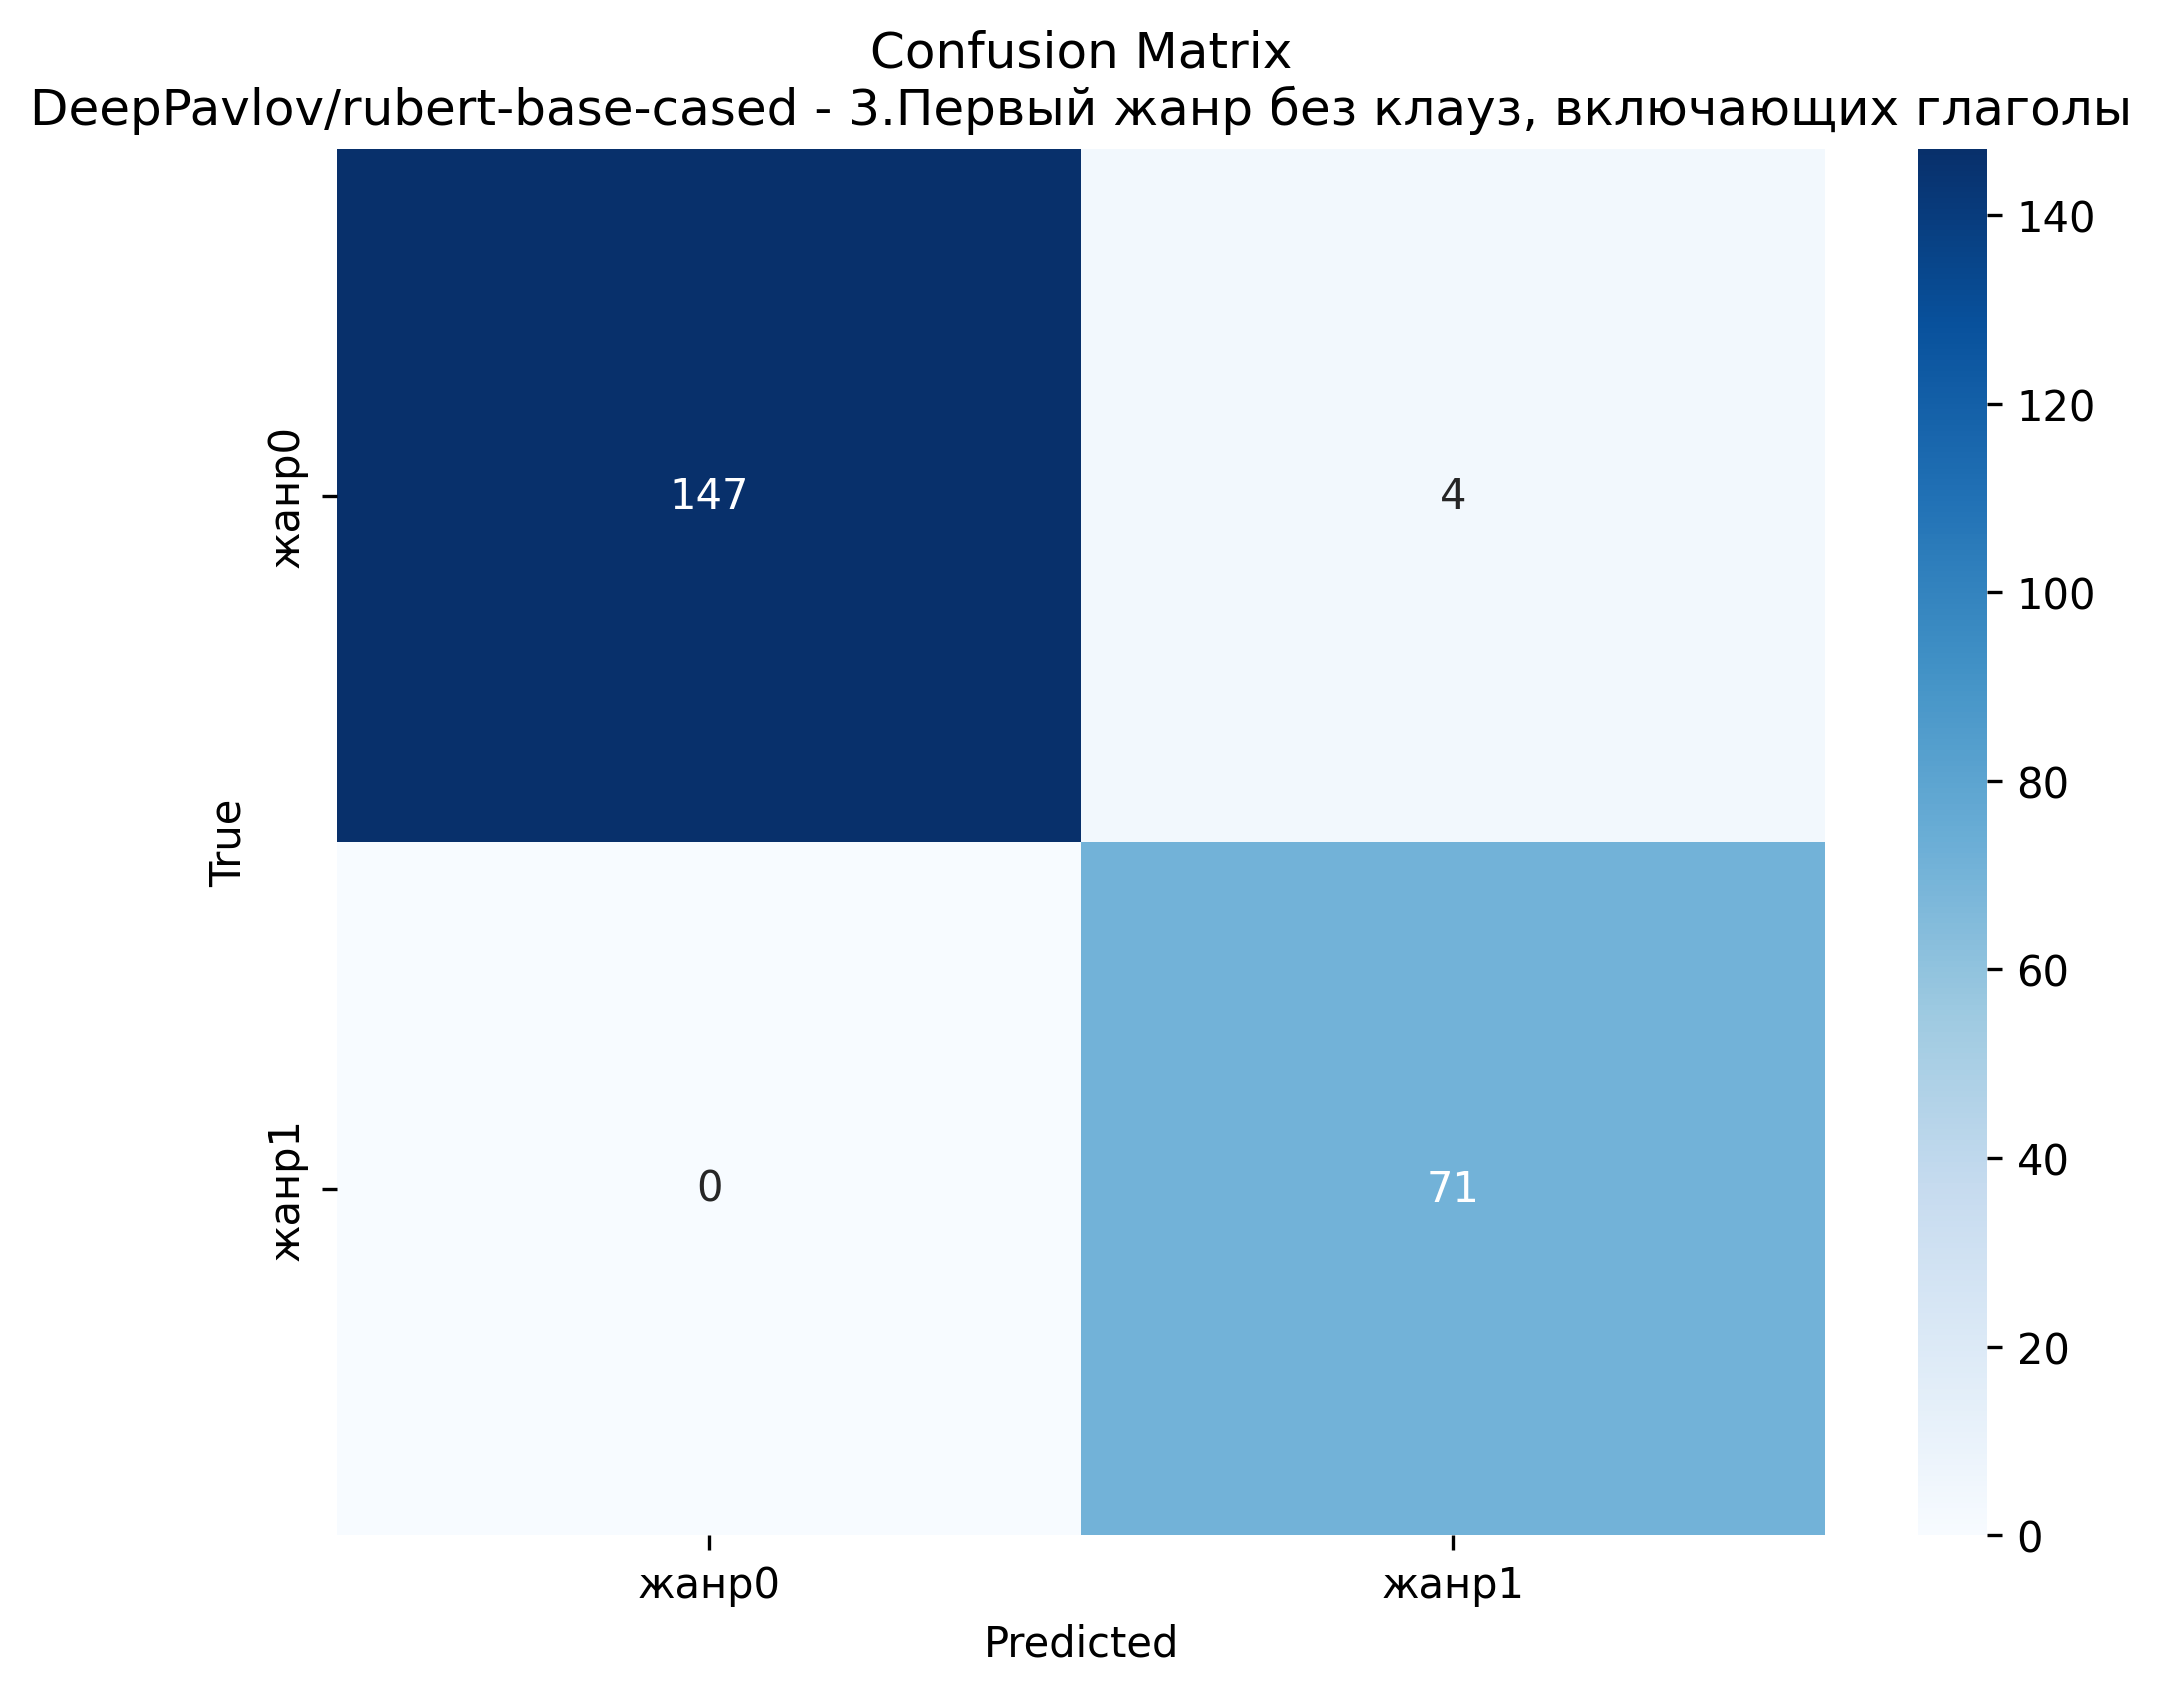 Confusion Matrix
DeepPavlov/rubert-base-cased - 3.Первый жанр без клауз, включающих глаголы
True
жанр0
147
4
жанр1
0
71
жанр0
жанр1
Predicted
140
120
100
80
60
40
20
0